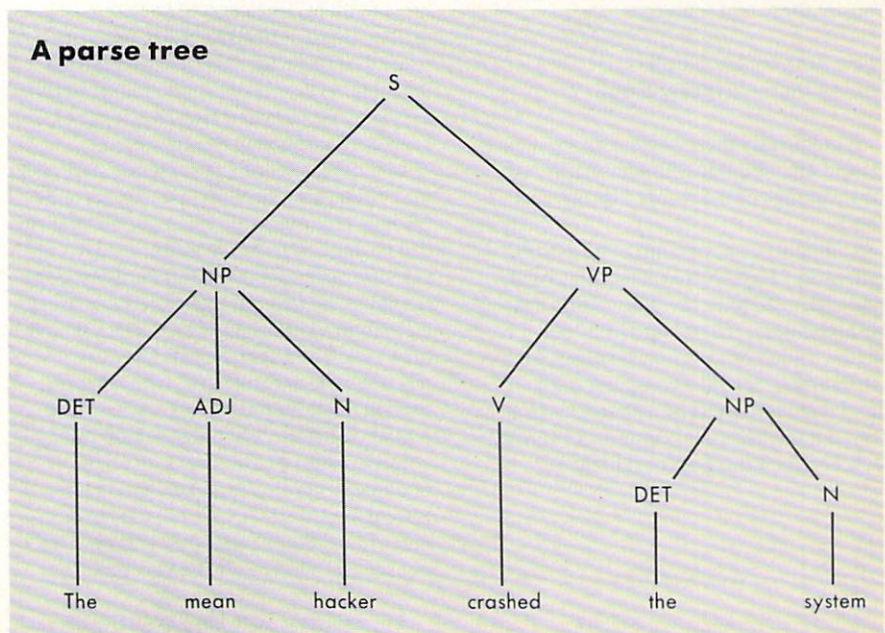 A parse tree
S
NP VP
DET ADJ N V NP
DET N
The mean hacker crashed the system